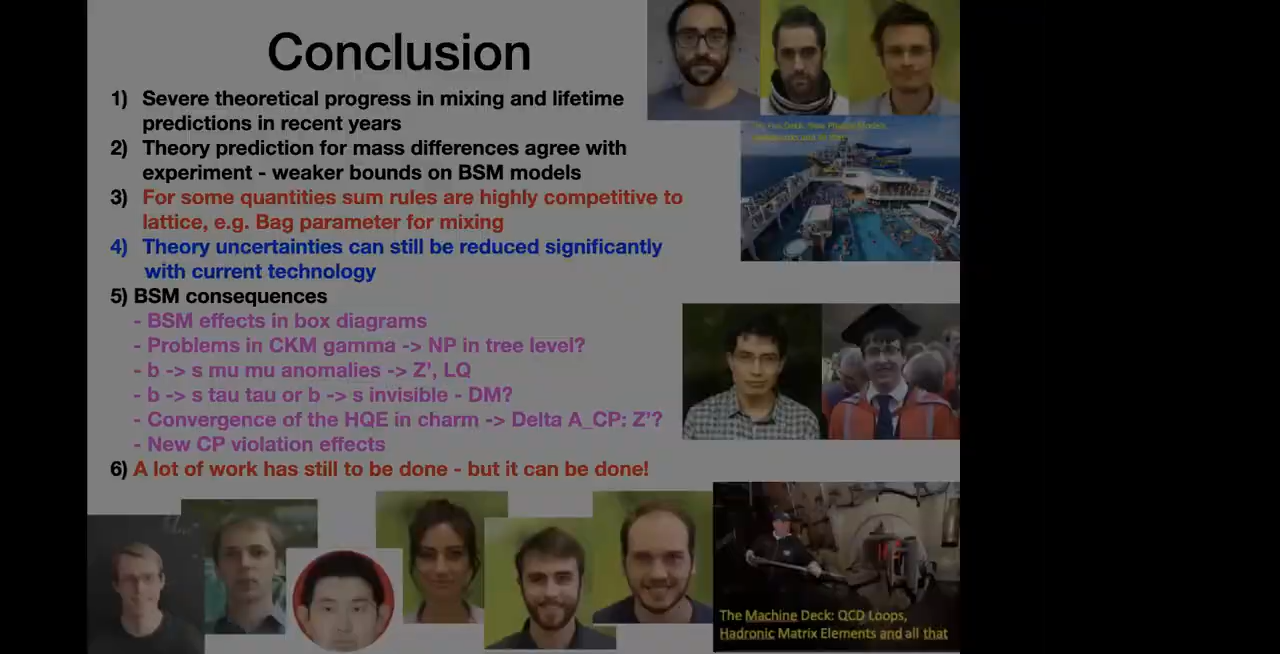 Conclusion
1) Severe theoretical progress in mixing and lifetime
predictions in recent years
2) Theory prediction for mass differences agree with
experiment - weaker bounds on BSM models
3) For some quantities sum rules are highly competitive to
lattice, e.g. Bag parameter for mixing
4) Theory uncertainties can still be reduced significantly
with current technology
5) BSM consequences
- BSM effects in box diagrams
- Problems in CKM gamma -> NP in tree level?
- b -> s mu mu anomalies -> Z', LQ
- b -> s tau tau or b -> s invisible - DM?
- Convergence of the HQE in charm -> Delta A_CP: Z'?
- New CP violation effects
6) A lot of work has still to be done - but it can be done!
The Machine Deck: QCD Loops,
Hadronic Matrix Elements and all that